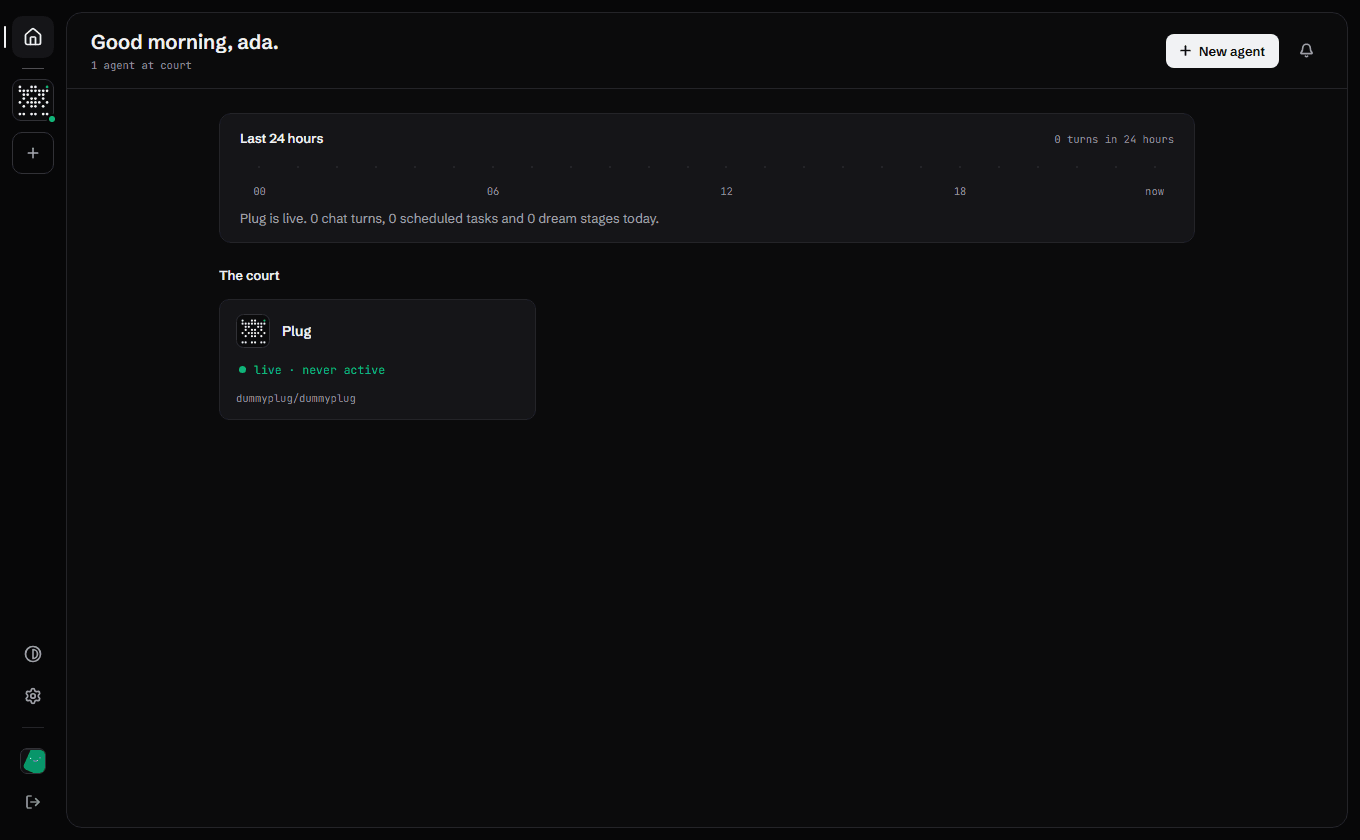 Good morning, ada.
1 agent at court
New agent
Last 24 hours
0 turns in 24 hours
00 06 12 18 now
Plug is live. 0 chat turns, 0 scheduled tasks and 0 dream stages today.
The court
Plug
live · never active
dummyplug/dummyplug